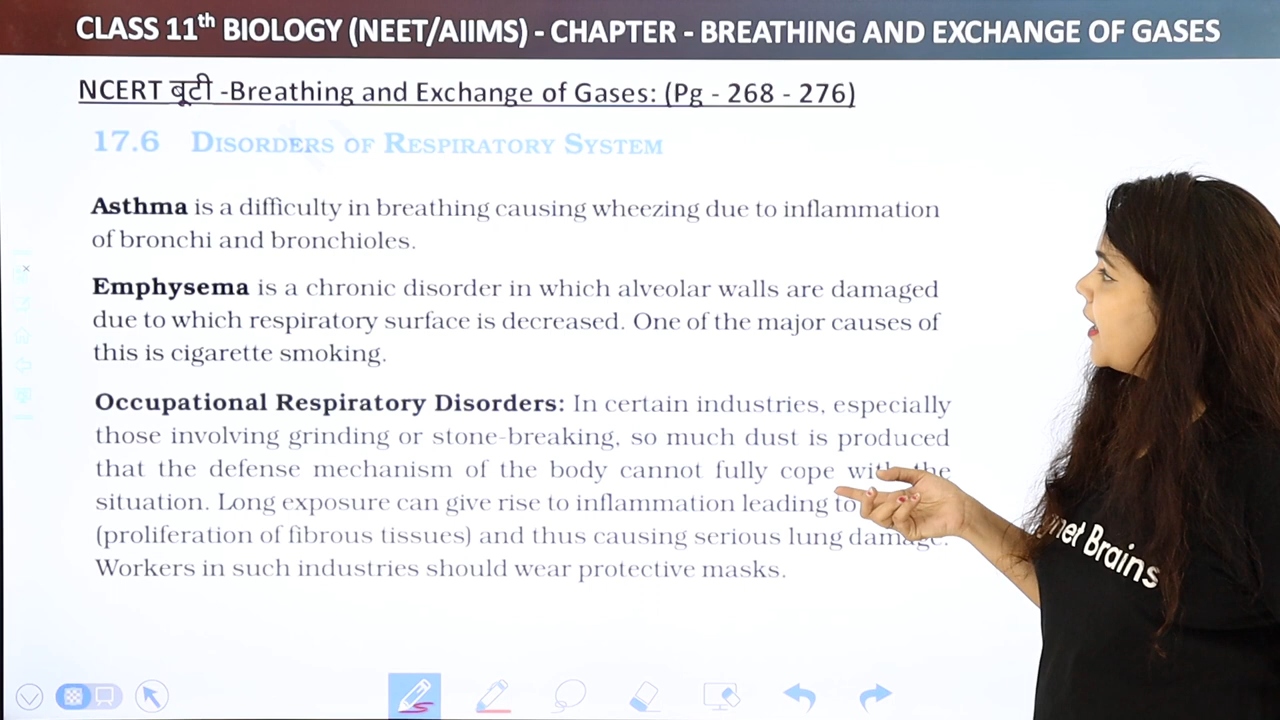 CLASS 11th BIOLOGY (NEET/AIIMS) - CHAPTER - BREATHING AND EXCHANGE OF GASES
NCERT बूटी -Breathing and Exchange of Gases: (Pg - 268 - 276)
17.6 DISORDERS OF RESPIRATORY SYSTEM
Asthma is a difficulty in breathing causing wheezing due to inflammation
of bronchi and bronchioles.
Emphysema is a chronic disorder in which alveolar walls are damaged
due to which respiratory surface is decreased. One of the major causes of
this is cigarette smoking.
Occupational Respiratory Disorders: In certain industries, especially
those involving grinding or stone-breaking, so much dust is produced
that the defense mechanism of the body cannot fully cope with the
situation. Long exposure can give rise to inflammation leading to
(proliferation of fibrous tissues) and thus causing serious lung damage.
Workers in such industries should wear protective masks.
Brains